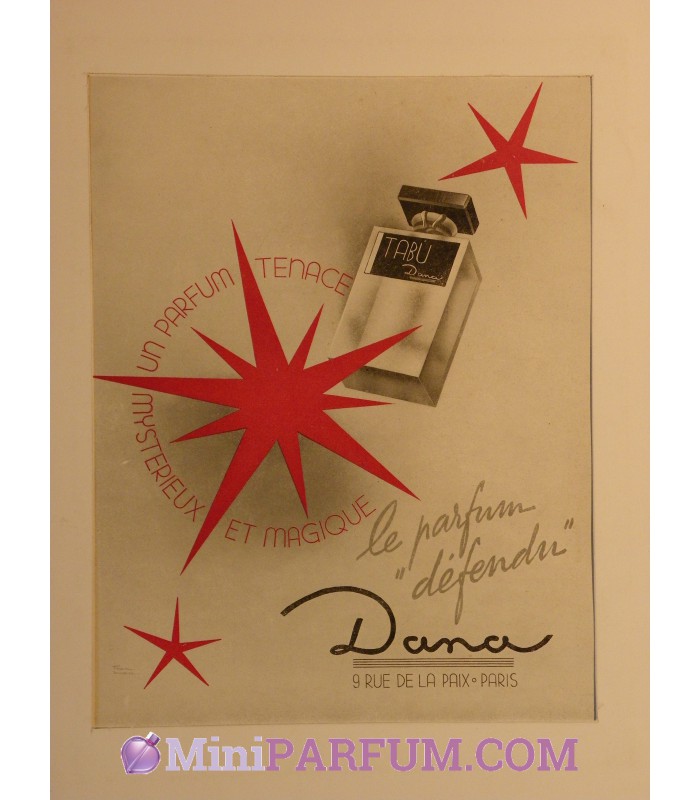 TABÚ
Dana
UN PARFUM TENACE
MYSTERIEUX ET MAGIQUE
le parfum
"défendu"
Dana
9 RUE DE LA PAIX • PARIS
MiniPARFUM.COM